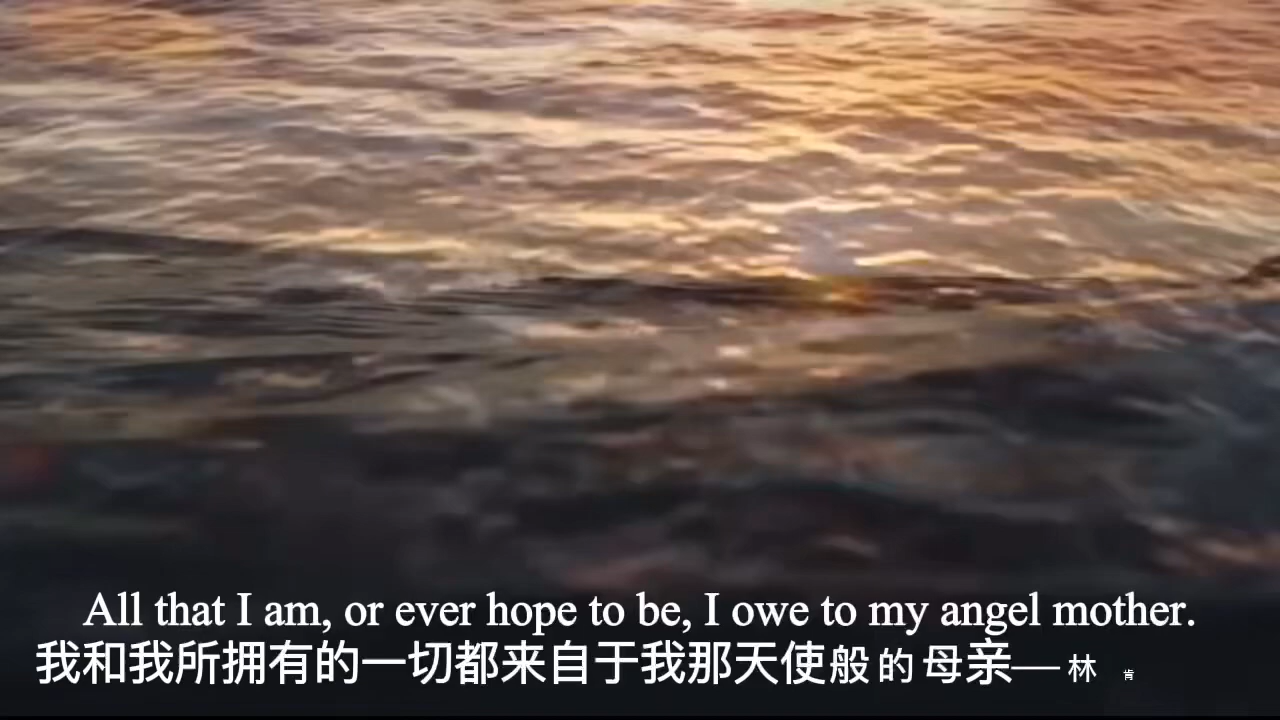 All that I am, or ever hope to be, I owe to my angel mother.
我和我所拥有的一切都来自于我那天使般的母亲—林肯